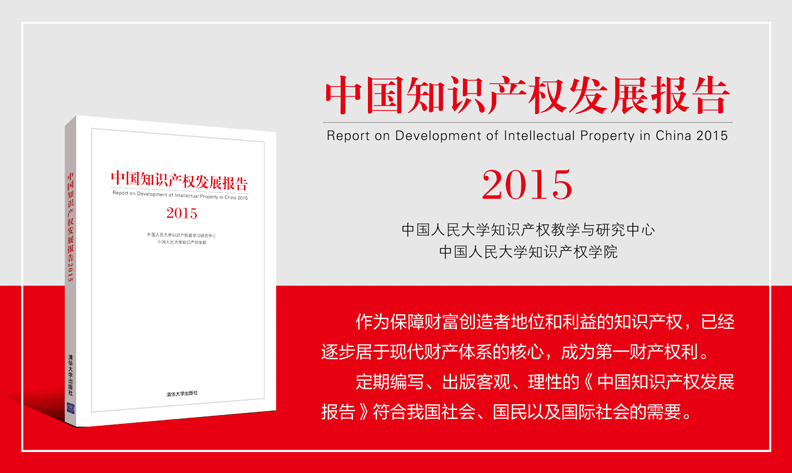 中国知识产权发展报告
Report on Development of Intellectual Property in China 2015
2015
中国人民大学知识产权教学与研究中心
中国人民大学知识产权学院
作为保障财富创造者地位和利益的知识产权，已经
逐步居于现代财产体系的核心，成为第一财产权利。
定期编写、出版客观、理性的《中国知识产权发展
报告》符合我国社会、国民以及国际社会的需要。
中国知识产权发展报告
Report on Development of Intellectual Property in China 2015
2015
中国人民大学知识产权教学与研究中心
中国人民大学知识产权学院
清华大学出版社
中国知识产权发展报告2015
清华大学出版社